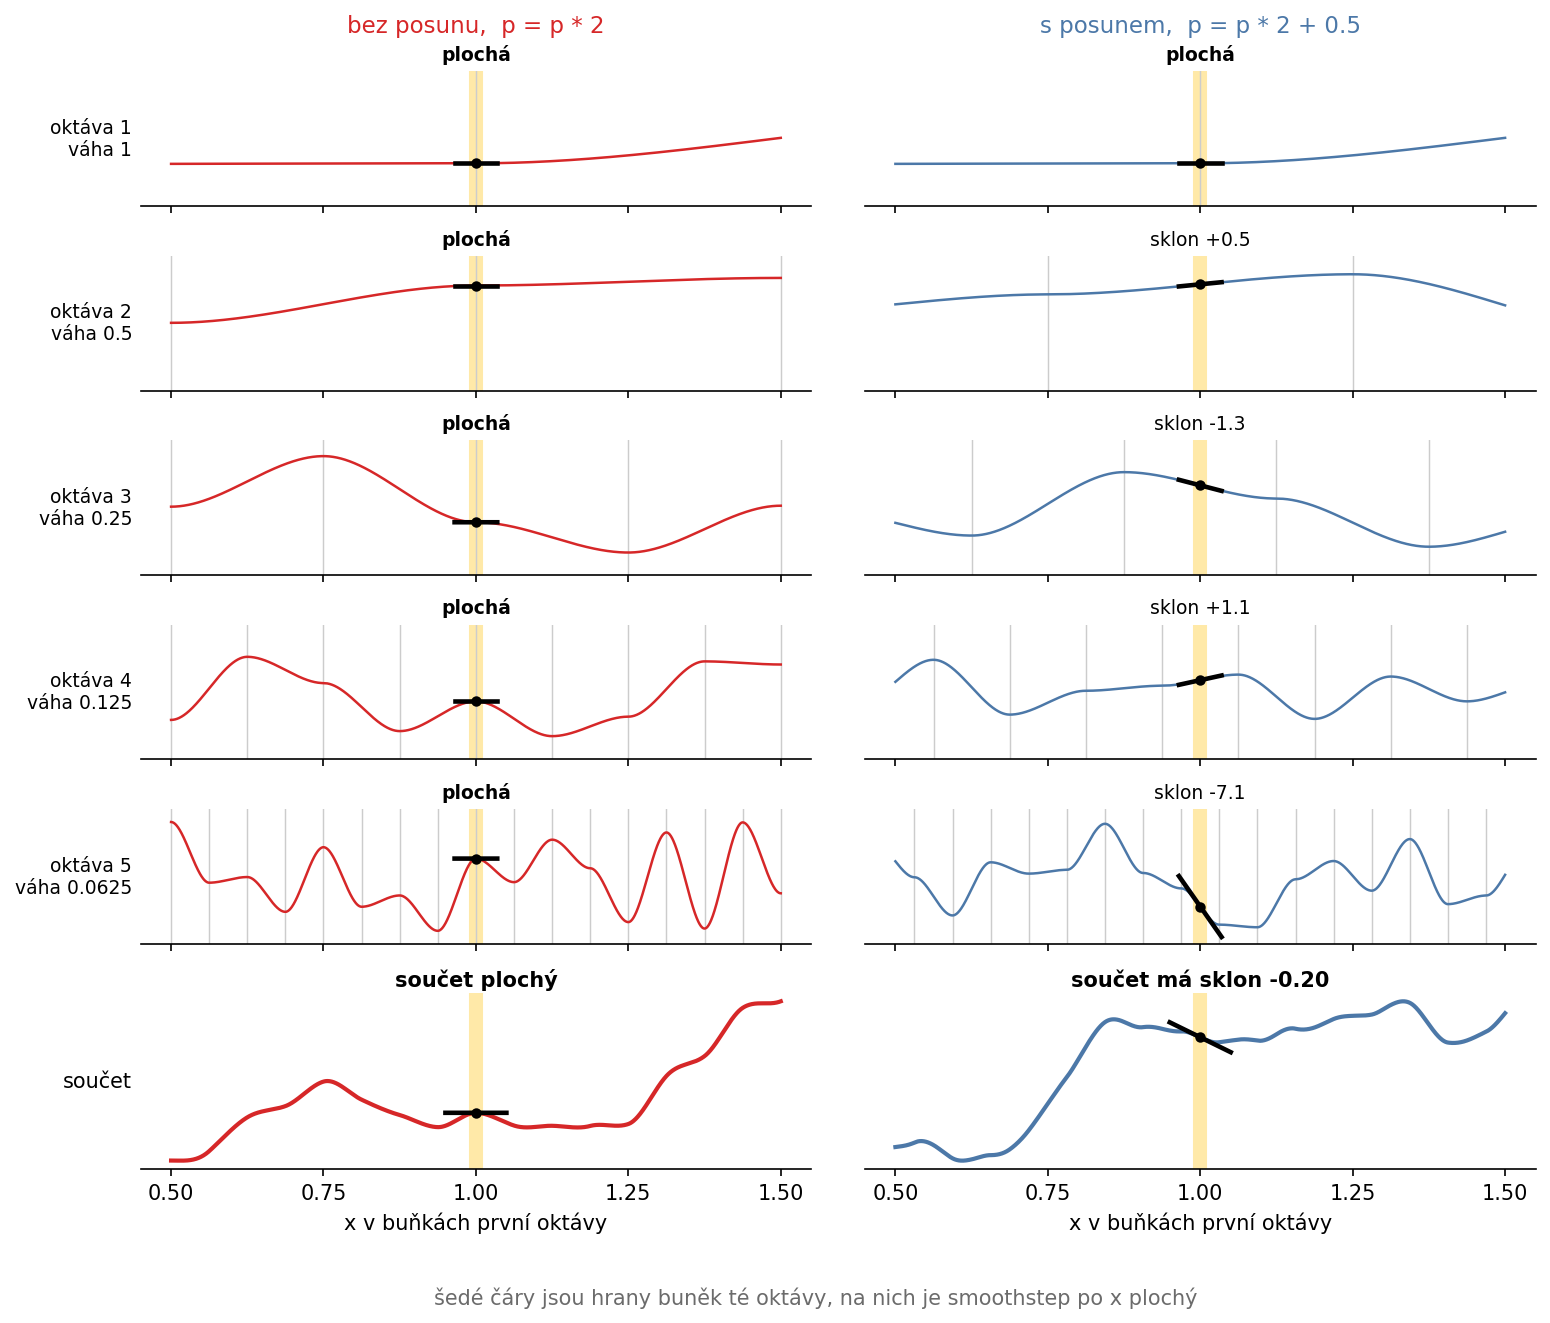 bez posunu,  p = p * 2
s posunem,  p = p * 2 + 0.5
plochá
plochá
oktáva 1
váha 1
plochá
sklon +0.5
oktáva 2
váha 0.5
plochá
sklon -1.3
oktáva 3
váha 0.25
plochá
sklon +1.1
oktáva 4
váha 0.125
plochá
sklon -7.1
oktáva 5
váha 0.0625
součet plochý
součet má sklon -0.20
součet
0.50 0.75 1.00 1.25 1.50
0.50 0.75 1.00 1.25 1.50
x v buňkách první oktávy
x v buňkách první oktávy
šedé čáry jsou hrany buněk té oktávy, na nich je smoothstep po x plochý